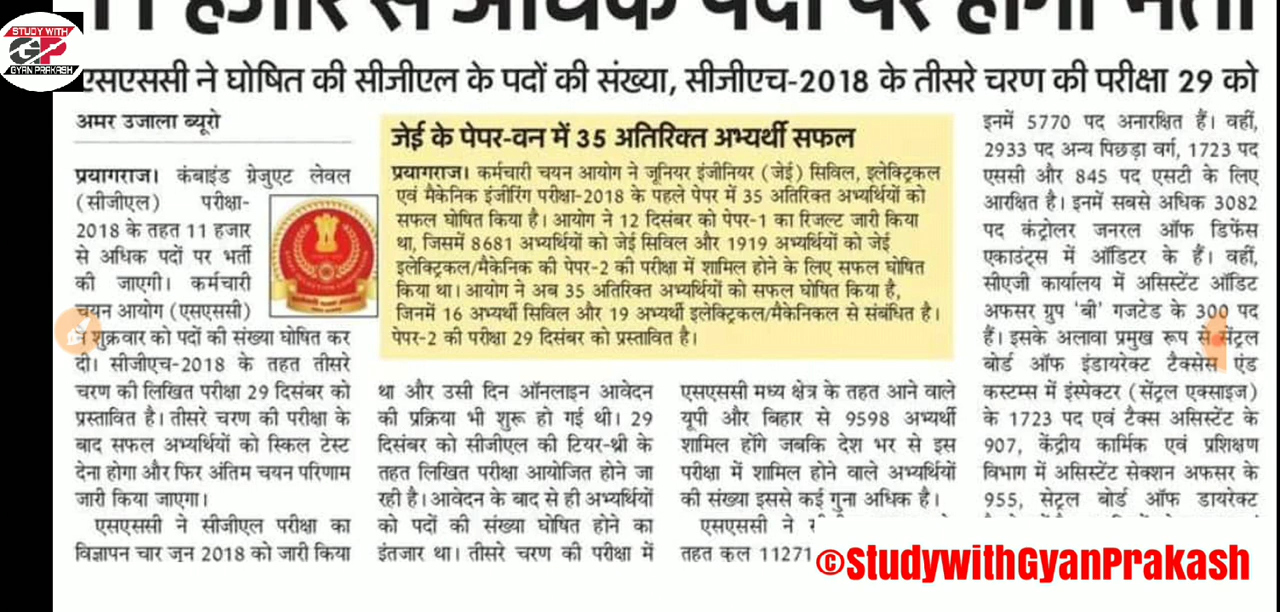 11 हजार से अधिक पदों पर होगी भर्ती
STUDY WITH
GP
GYAN PRAKASH
एसएससी ने घोषित की सीजीएल के पदों की संख्या, सीजीएच-2018 के तीसरे चरण की परीक्षा 29 को
अमर उजाला ब्यूरो
प्रयागराज। कंबाइंड ग्रेजुएट लेवल
(सीजीएल) परीक्षा-
2018 के तहत 11 हजार
से अधिक पदों पर भर्ती
की जाएगी। कर्मचारी
चयन आयोग (एसएससी)
ने शुक्रवार को पदों की संख्या घोषित कर
दी। सीजीएच-2018 के तहत तीसरे
चरण की लिखित परीक्षा 29 दिसंबर को
प्रस्तावित है। तीसरे चरण की परीक्षा के
बाद सफल अभ्यर्थियों को स्किल टेस्ट
देना होगा और फिर अंतिम चयन परिणाम
जारी किया जाएगा।
एसएससी ने सीजीएल परीक्षा का
विज्ञापन चार जून 2018 को जारी किया
जेई के पेपर-वन में 35 अतिरिक्त अभ्यर्थी सफल
प्रयागराज। कर्मचारी चयन आयोग ने जूनियर इंजीनियर (जेई) सिविल, इलेक्ट्रिकल
एवं मैकेनिक इंजीरिंग परीक्षा-2018 के पहले पेपर में 35 अतिरिक्त अभ्यर्थियों को
सफल घोषित किया है। आयोग ने 12 दिसंबर को पेपर-1 का रिजल्ट जारी किया
था, जिसमें 8681 अभ्यर्थियों को जेई सिविल और 1919 अभ्यर्थियों को जेई
इलेक्ट्रिकल/मैकेनिक की पेपर-2 की परीक्षा में शामिल होने के लिए सफल घोषित
किया था। आयोग ने अब 35 अतिरिक्त अभ्यर्थियों को सफल घोषित किया है,
जिनमें 16 अभ्यर्थी सिविल और 19 अभ्यर्थी इलेक्ट्रिकल/मैकेनिकल से संबंधित है।
पेपर-2 की परीक्षा 29 दिसंबर को प्रस्तावित है।
था और उसी दिन ऑनलाइन आवेदन
की प्रक्रिया भी शुरू हो गई थी। 29
दिसंबर को सीजीएल की टियर-थ्री के
तहत लिखित परीक्षा आयोजित होने जा
रही है। आवेदन के बाद से ही अभ्यर्थियों
को पदों की संख्या घोषित होने का
इंतजार था। तीसरे चरण की परीक्षा में
एसएससी मध्य क्षेत्र के तहत आने वाले
यूपी और बिहार से 9598 अभ्यर्थी
शामिल होंगे जबकि देश भर से इस
परीक्षा में शामिल होने वाले अभ्यर्थियों
की संख्या इससे कई गुना अधिक है।
एसएससी ने
तहत कुल 11271
इनमें 5770 पद अनारक्षित हैं। वहीं,
2933 पद अन्य पिछड़ा वर्ग, 1723 पद
एससी और 845 पद एसटी के लिए
आरक्षित है। इनमें सबसे अधिक 3082
पद कंट्रोलर जनरल ऑफ डिफेंस
एकाउंट्स में ऑडिटर के हैं। वहीं,
सीएजी कार्यालय में असिस्टेंट ऑडिट
अफसर ग्रुप 'बी' गजटेड के 300 पद
हैं। इसके अलावा प्रमुख रूप से सेंट्रल
बोर्ड ऑफ इंडायरेक्ट टैक्सेस एंड
कस्टम्स में इंस्पेक्टर (सेंट्रल एक्साइज)
के 1723 पद एवं टैक्स असिस्टेंट के
907, केंद्रीय कार्मिक एवं प्रशिक्षण
विभाग में असिस्टेंट सेक्शन अफसर के
955, सेट्रल बोर्ड ऑफ डायरेक्ट
©StudywithGyanPrakash